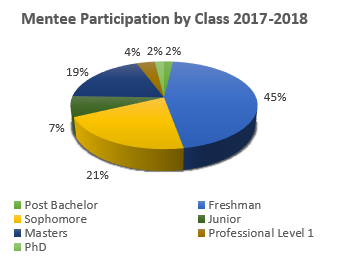 Mentee Participation by Class 2017-2018
4% 2% 2%
19%
45%
7%
21%
Post Bachelor Freshman
Sophomore Junior
Masters Professional Level 1
PhD